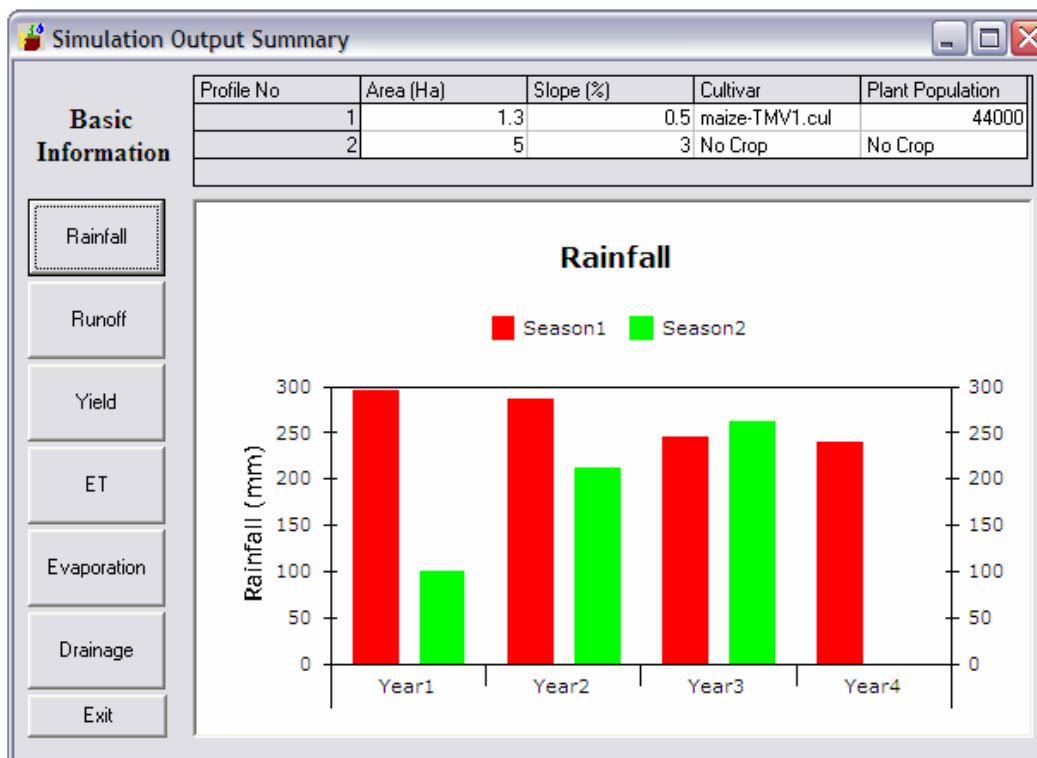 Simulation Output Summary
Basic
Information
Profile No Area (Ha) Slope (%) Cultivar Plant Population
1 1.3 0.5 maize-TMV1.cul 44000
2 5 3 No Crop No Crop
Rainfall
Runoff
Yield
ET
Evaporation
Drainage
Exit
Rainfall
Season1 Season2
Rainfall (mm)
300 300
250 250
200 200
150 150
100 100
50 50
0 0
Year1 Year2 Year3 Year4